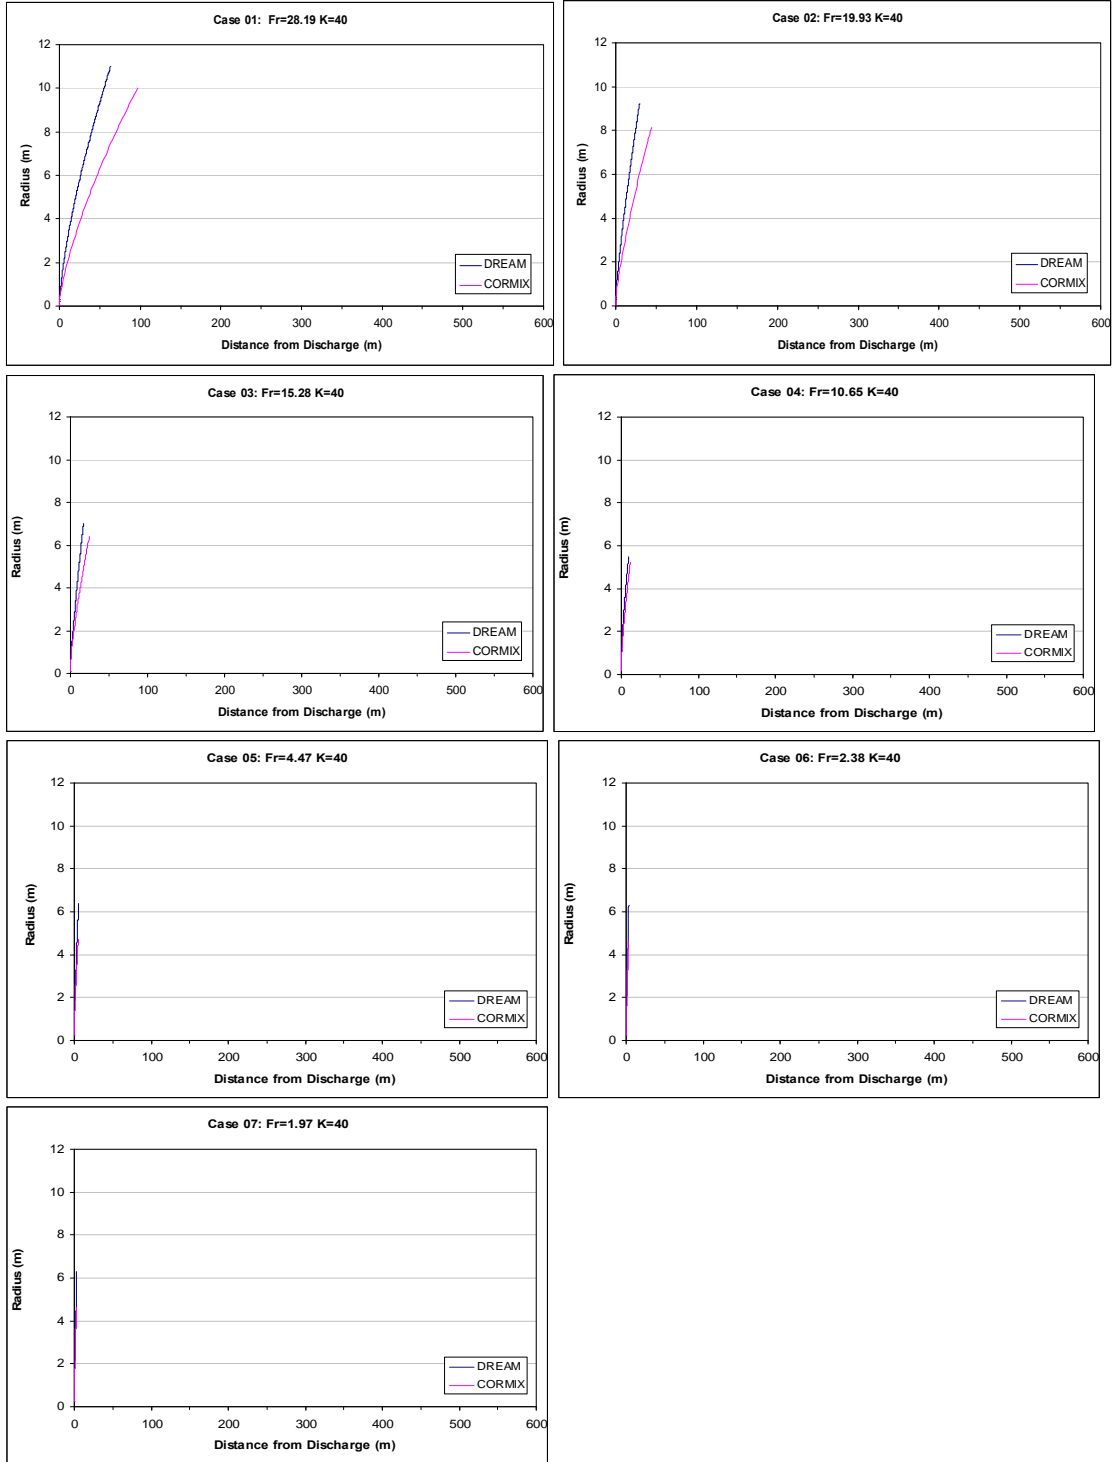 Case 01:  Fr=28.19 K=40
12
10
8
6
4
2
0
Radius (m)
DREAM
CORMIX
0 100 200 300 400 500 600
Distance from Discharge (m)
Case 02: Fr=19.93 K=40
12
10
8
6
4
2
0
Radius (m)
DREAM
CORMIX
0 100 200 300 400 500 600
Distance from Discharge (m)
Case 03: Fr=15.28 K=40
12
10
8
6
4
2
0
Radius (m)
DREAM
CORMIX
0 100 200 300 400 500 600
Distance from Discharge (m)
Case 04: Fr=10.65 K=40
12
10
8
6
4
2
0
Radius (m)
DREAM
CORMIX
0 100 200 300 400 500 600
Distance from Discharge (m)
Case 05: Fr=4.47 K=40
12
10
8
6
4
2
0
Radius (m)
DREAM
CORMIX
0 100 200 300 400 500 600
Distance from Discharge (m)
Case 06: Fr=2.38 K=40
12
10
8
6
4
2
0
Radius (m)
DREAM
CORMIX
0 100 200 300 400 500 600
Distance from Discharge (m)
Case 07: Fr=1.97 K=40
12
10
8
6
4
2
0
Radius (m)
DREAM
CORMIX
0 100 200 300 400 500 600
Distance from Discharge (m)